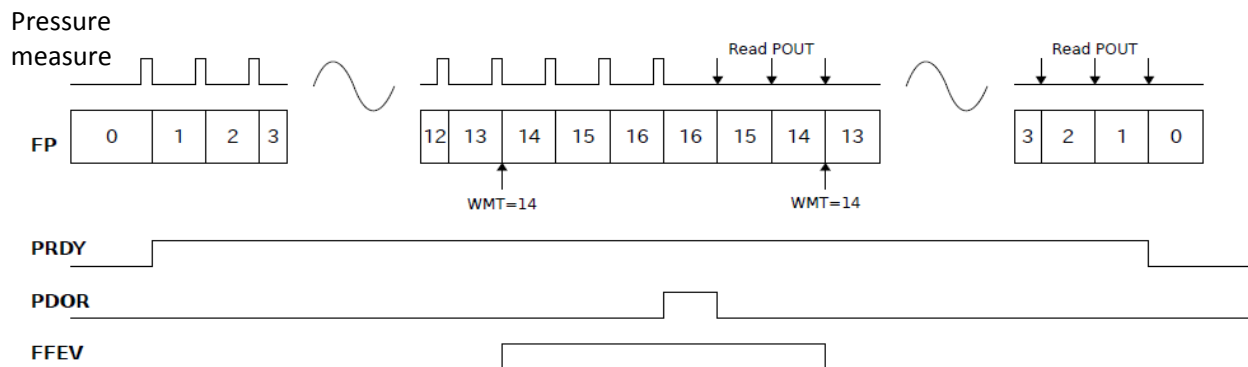 Pressure
measure
Read POUT
Read POUT
FP
0 1 2 3
12 13 14 15 16 16 15 14 13
3 2 1 0
WMT=14
WMT=14
PRDY
PDOR
FFEV